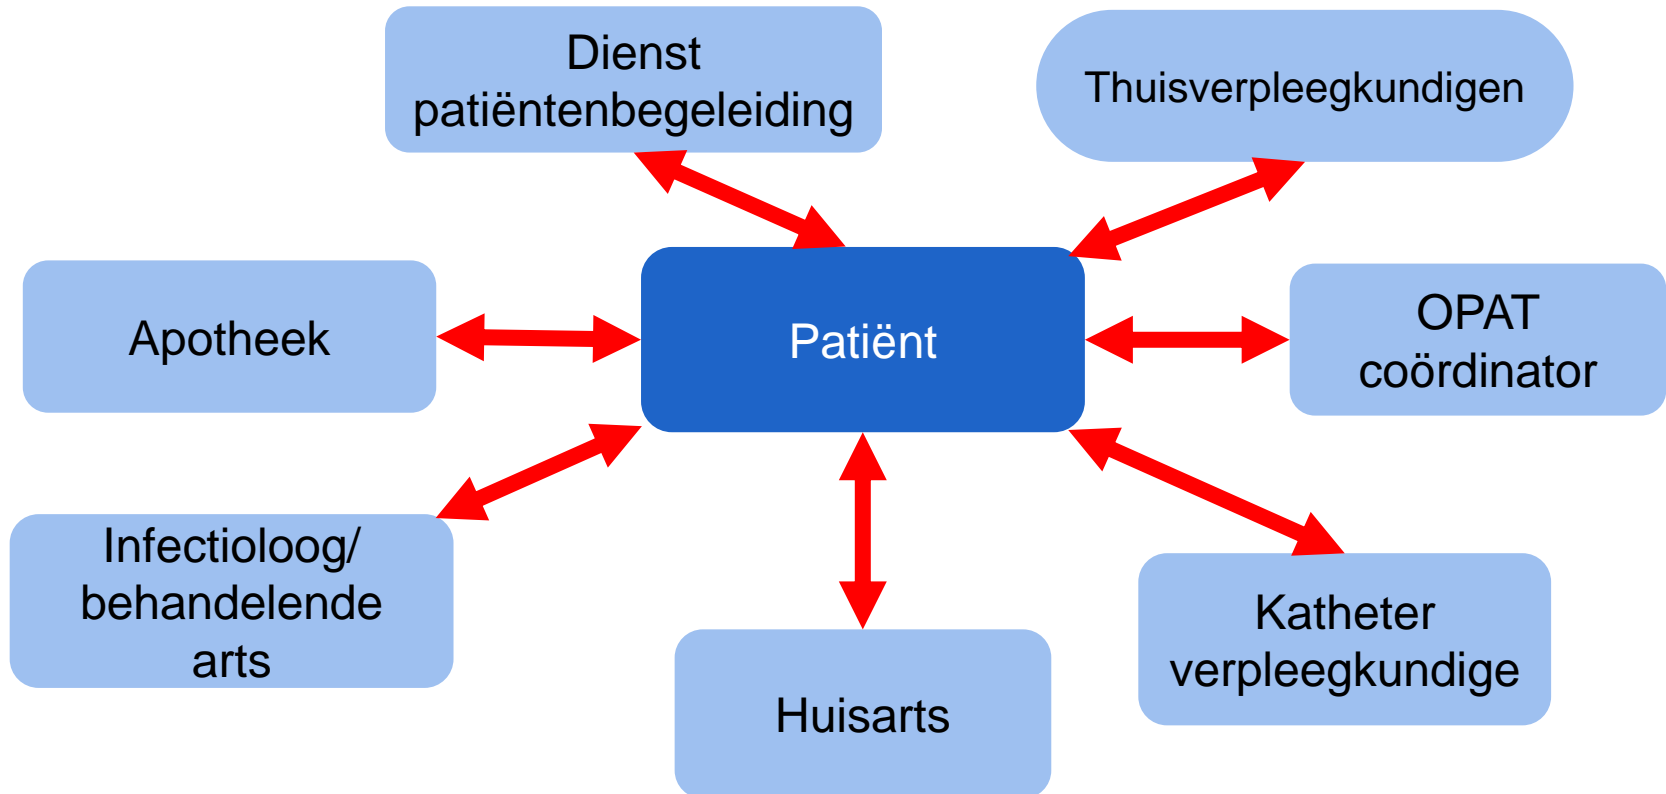 Dienst
patiëntenbegeleiding
Thuisverpleegkundigen
Apotheek
Patiënt
OPAT
coördinator
Infectioloog/
behandelende
arts
Huisarts
Katheter
verpleegkundige